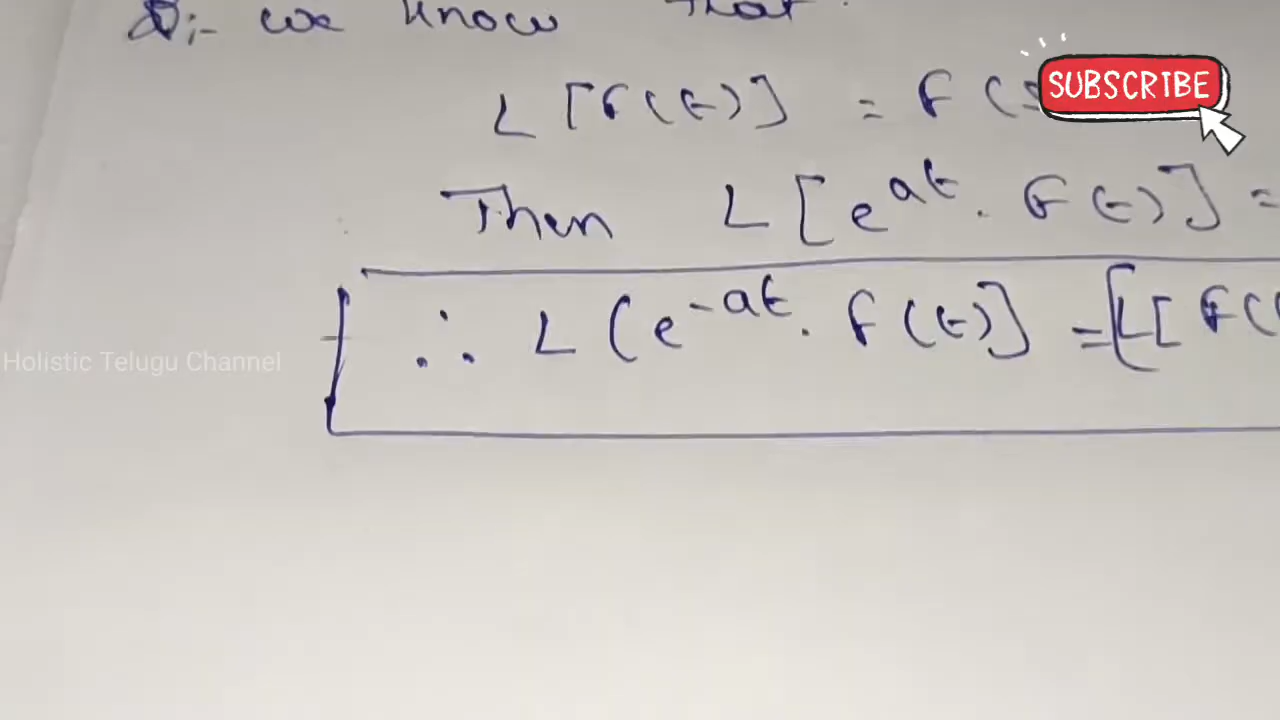 S:- we know that
L [f(t)] = f(s
SUBSCRIBE
Then L[e^at. f(t)] =
∴ L(e^-at. f(t)] = [L[f(t
Holistic Telugu Channel